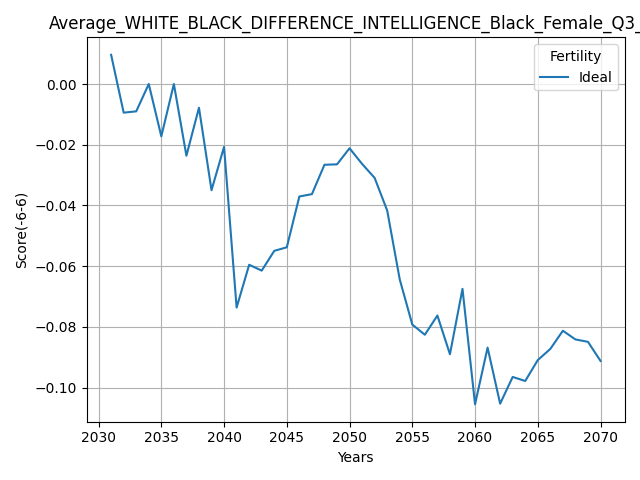 Average_WHITE_BLACK_DIFFERENCE_INTELLIGENCE_Black_Female_Q3_
Fertility
Ideal
0.00
−0.02
−0.04
−0.06
−0.08
−0.10
Score(-6-6)
2030 2035 2040 2045 2050 2055 2060 2065 2070
Years